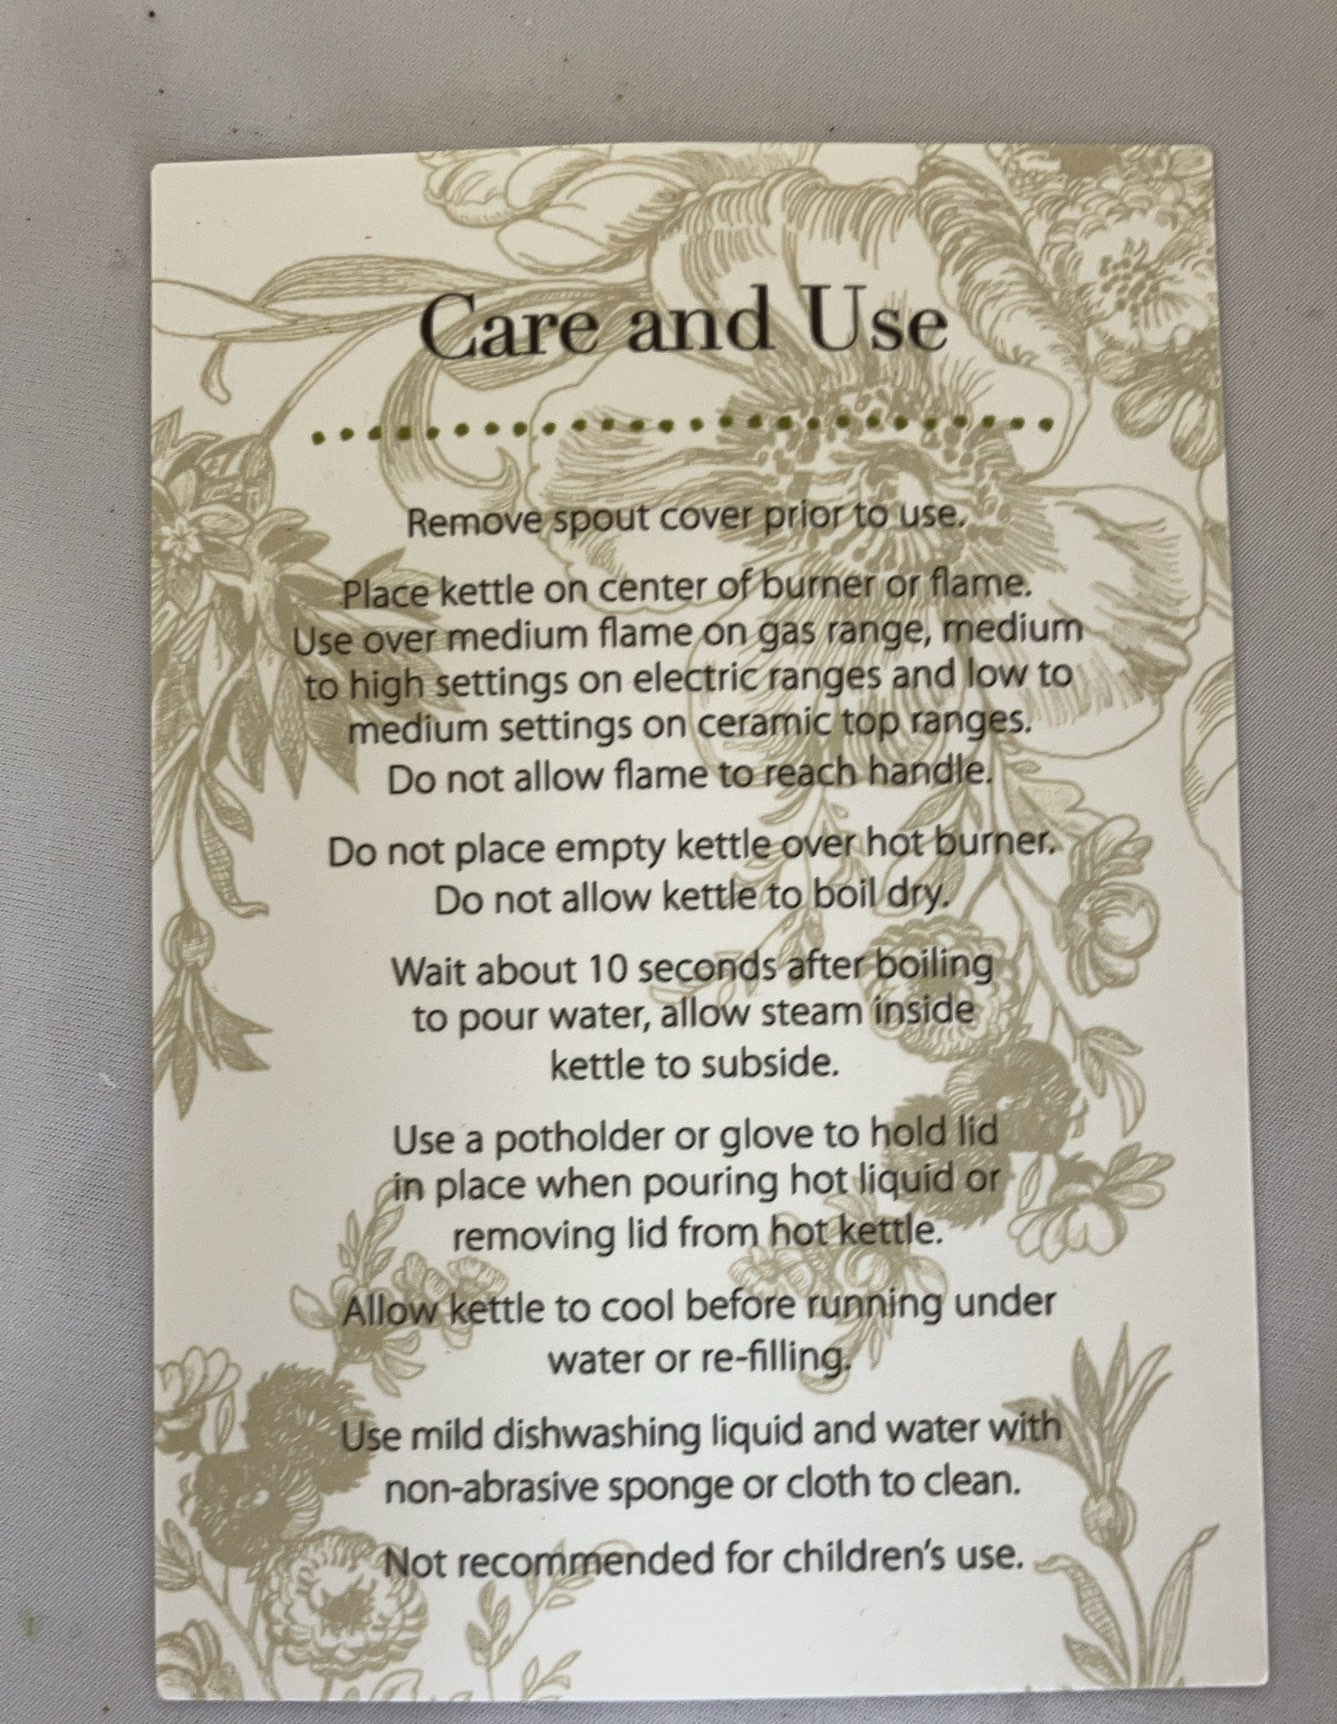 Care and Use
Remove spout cover prior to use.
Place kettle on center of burner or flame.
Use over medium flame on gas range, medium
to high settings on electric ranges and low to
medium settings on ceramic top ranges.
Do not allow flame to reach handle.
Do not place empty kettle over hot burner.
Do not allow kettle to boil dry.
Wait about 10 seconds after boiling
to pour water, allow steam inside
kettle to subside.
Use a potholder or glove to hold lid
in place when pouring hot liquid or
removing lid from hot kettle.
Allow kettle to cool before running under
water or re-filling.
Use mild dishwashing liquid and water with
non-abrasive sponge or cloth to clean.
Not recommended for children's use.